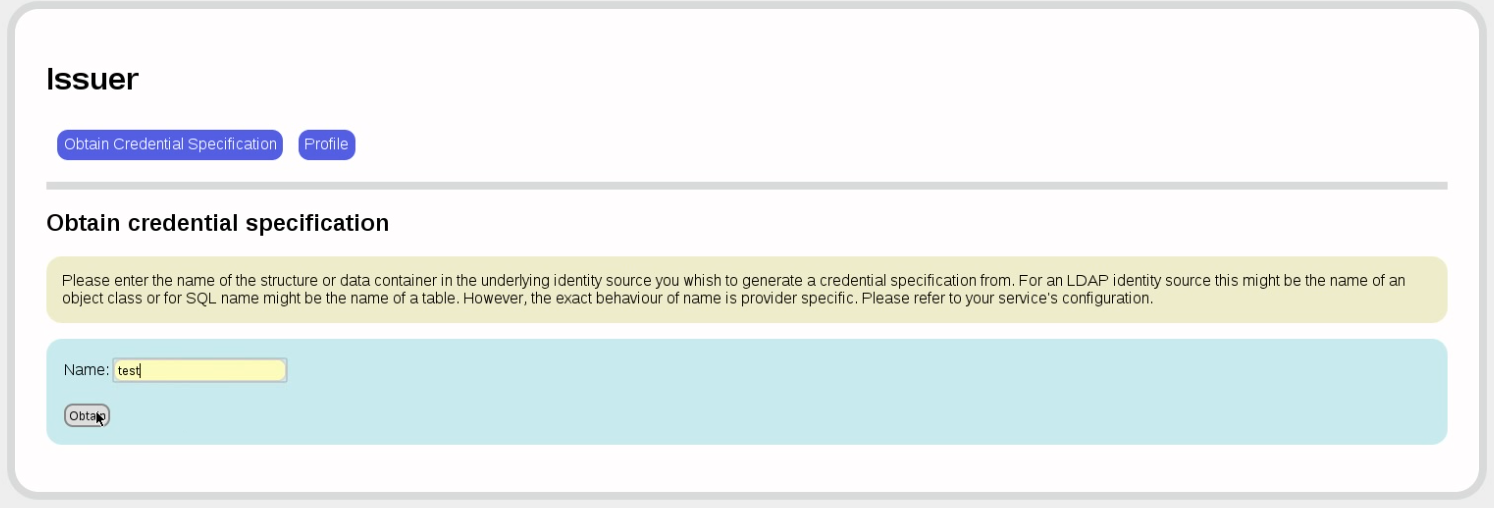 Issuer
Obtain Credential Specification Profile
Obtain credential specification
Please enter the name of the structure or data container in the underlying identity source you whish to generate a credential specification from. For an LDAP identity source this might be the name of an
object class or for SQL name might be the name of a table. However, the exact behaviour of name is provider specific. Please refer to your service's configuration.
Name: test
Obtain